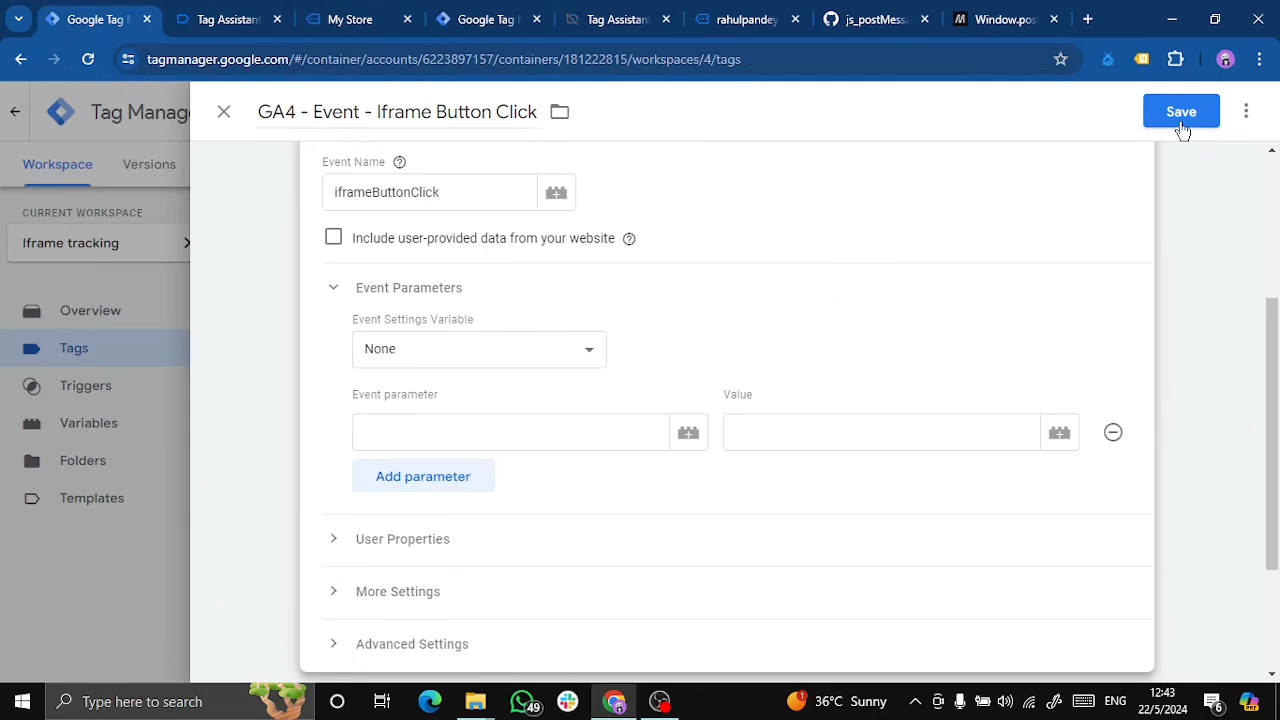 Google Tag
Tag Assistant
My Store
Google Tag
Tag Assistant
rahulpandey
js_postMess
Window.pos
tagmanager.google.com/#/container/accounts/6223897157/containers/181222815/workspaces/4/tags
Tag Manag
GA4 - Event - Iframe Button Click
Save
Workspace
Versions
CURRENT WORKSPACE
Iframe tracking
Overview
Tags
Triggers
Variables
Folders
Templates
Event Name
iframeButtonClick
Include user-provided data from your website
Event Parameters
Event Settings Variable
None
Event parameter
Value
Add parameter
User Properties
More Settings
Advanced Settings
Type here to search
49
1
36°C Sunny
ENG
12:43
22/5/2024
6